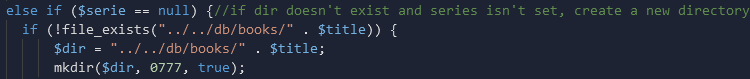 else if ($serie == null) {//if dir doesn't exist and series isn't set, create a new directory
if (!file_exists("../../db/books/" . $title)) {
$dir = "../../db/books/" . $title;
mkdir($dir, 0777, true);